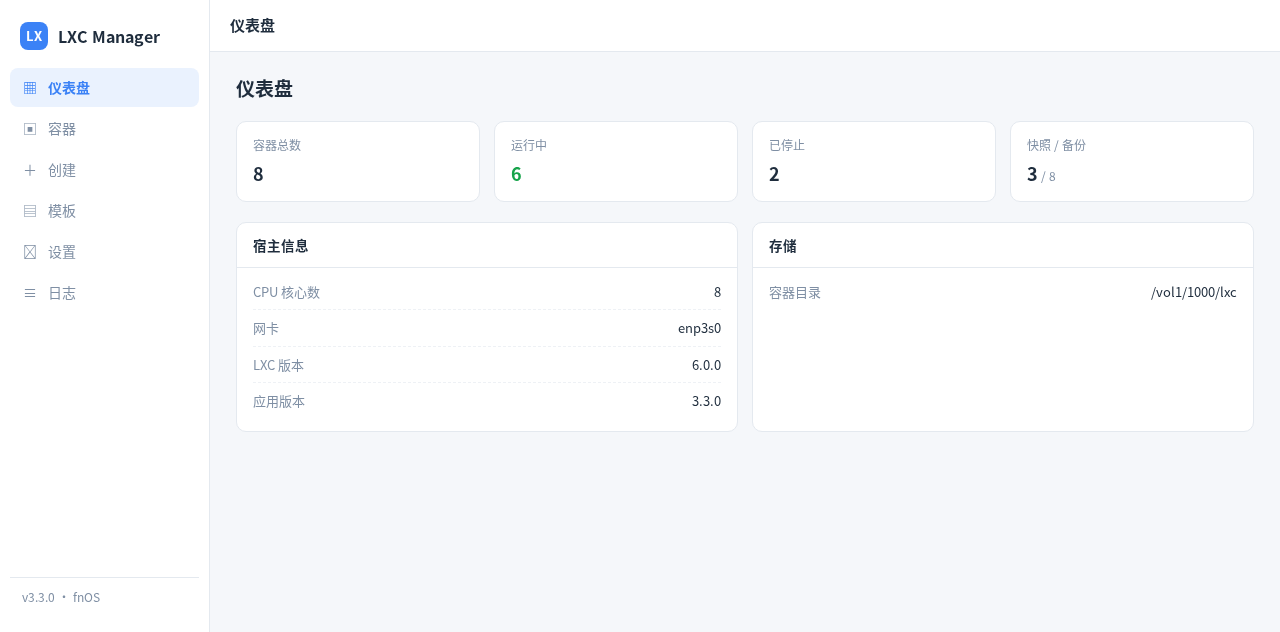 LX LXC Manager
仪表盘
容器
创建
模板
设置
日志
v3.3.0 · fnOS
仪表盘
仪表盘
容器总数
8
运行中
6
已停止
2
快照 / 备份
3 / 8
宿主信息
CPU 核心数 8
网卡 enp3s0
LXC 版本 6.0.0
应用版本 3.3.0
存储
容器目录 /vol1/1000/lxc